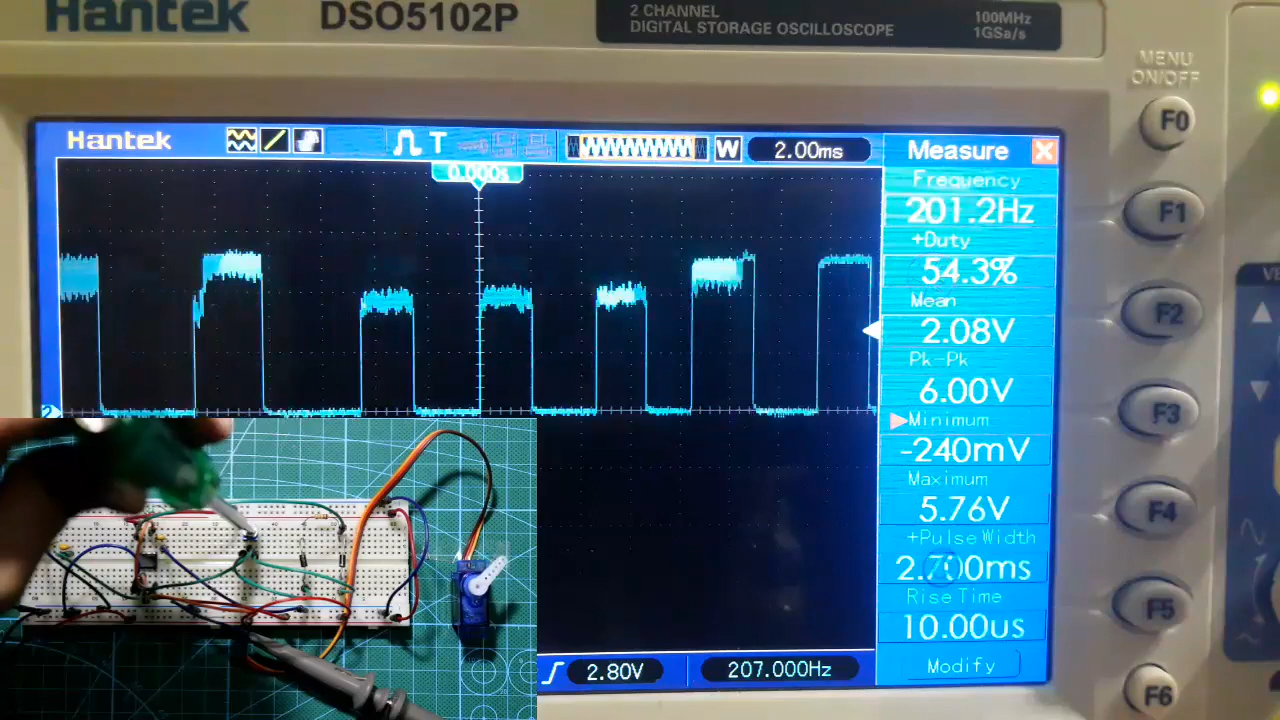 Hantek DSO5102P
2 CHANNEL
DIGITAL STORAGE OSCILLOSCOPE
100MHz
1GSa/s
MENU
ON/OFF
F0
F1
F2
F3
F4
F5
F6
Hantek T W 2.00ms
0.000s
2
Measure
Frequency
201.2Hz
+Duty
54.3%
Mean
2.08V
Pk-Pk
6.00V
Minimum
-240mV
Maximum
5.76V
+Pulse Width
2.700ms
Rise Time
10.00us
Modify
2.80V 207.000Hz